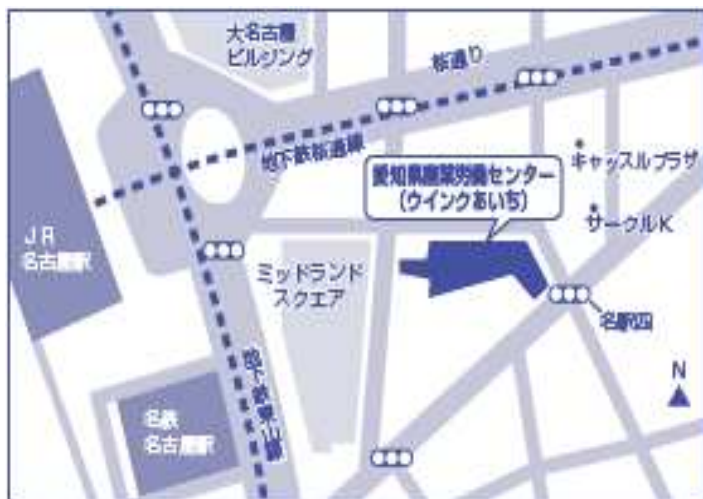 大名古屋
ビルヂング
桜通り
地下鉄桜通線
愛知県産業労働センター
(ウインクあいち)
キャッスルプラザ
サークルK
JR
名古屋駅
ミッドランド
スクエア
名駅四
N
地下鉄東山線
名鉄
名古屋駅